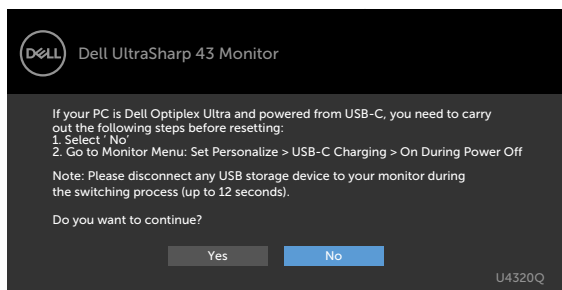 DELL
Dell UltraSharp 43 Monitor
If your PC is Dell Optiplex Ultra and powered from USB-C, you need to carry
out the following steps before resetting:
1. Select ‘ No’
2. Go to Monitor Menu: Set Personalize > USB-C Charging > On During Power Off
Note: Please disconnect any USB storage device to your monitor during
the switching process (up to 12 seconds).
Do you want to continue?
Yes
No
U4320Q